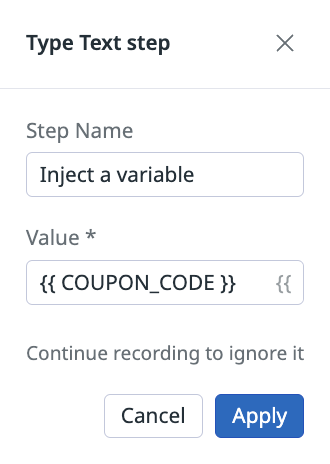 Type Text step
Step Name
Inject a variable
Value *
{{ COUPON_CODE }} {{
Continue recording to ignore it
Cancel Apply